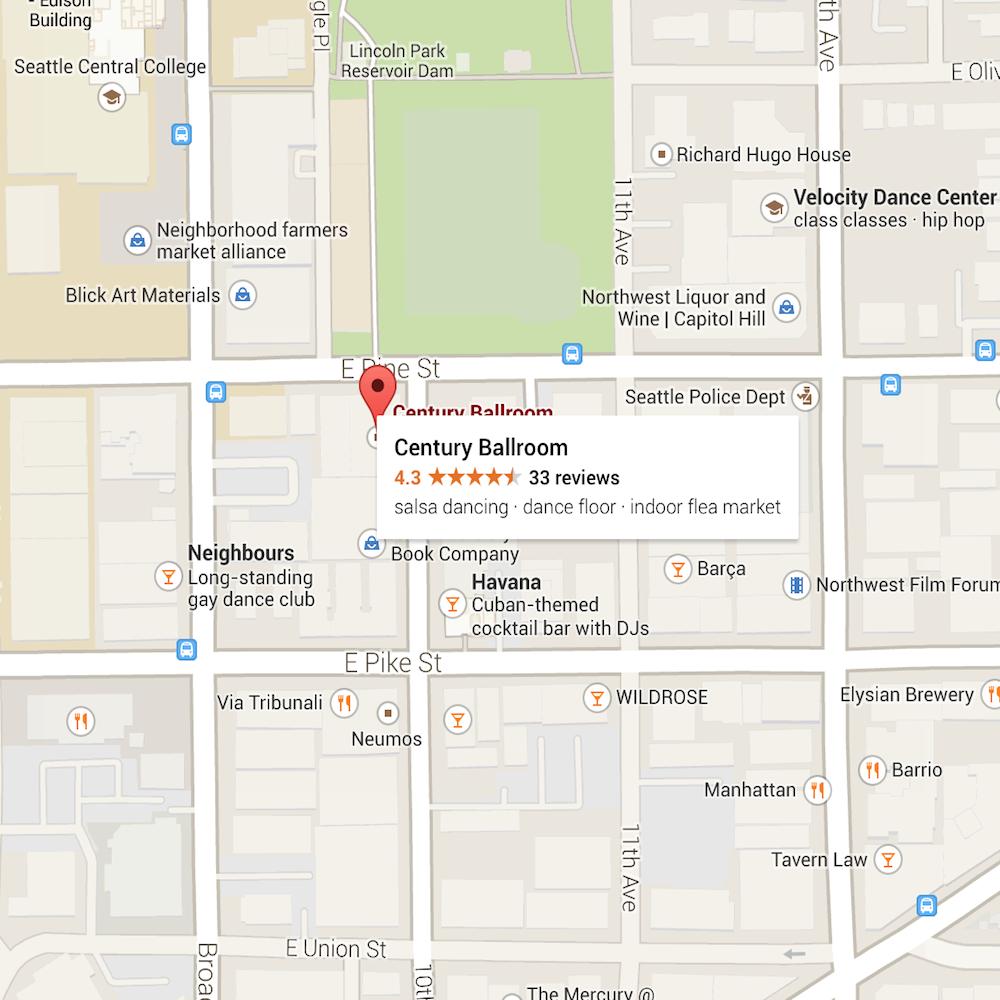 - Edison
Building
Seattle Central College
Lincoln Park
Reservoir Dam
11th Ave
Richard Hugo House
Velocity Dance Center
class classes · hip hop
Neighborhood farmers
market alliance
Blick Art Materials
Northwest Liquor and
Wine | Capitol Hill
E Pine St
Seattle Police Dept
Century Ballroom
Century Ballroom
4.3 33 reviews
salsa dancing · dance floor · indoor flea market
Book Company
Neighbours
Long-standing
gay dance club
Havana
Cuban-themed
cocktail bar with DJs
Barça
Northwest Film Forum
E Pike St
Via Tribunali
Neumos
WILDROSE
Elysian Brewery
Barrio
Manhattan
Tavern Law
11th Ave
E Union St
10th
The Mercury @